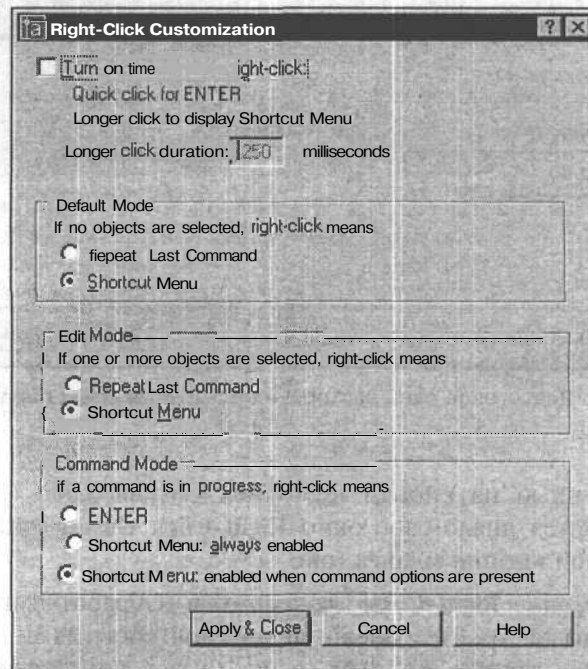 Right-Click Customization
Turn on time ight-click:
Quick click for ENTER
Longer click to display Shortcut Menu
Longer click duration: 250 milliseconds
Default Mode
If no objects are selected, right-click means
fiepeat Last Command
Shortcut Menu
Edit Mode
If one or more objects are selected, right-click means
Repeat Last Command
Shortcut Menu
Command Mode
if a command is in progress, right-click means
ENTER
Shortcut Menu: always enabled
Shortcut Menu: enabled when command options are present
Apply & Close Cancel Help